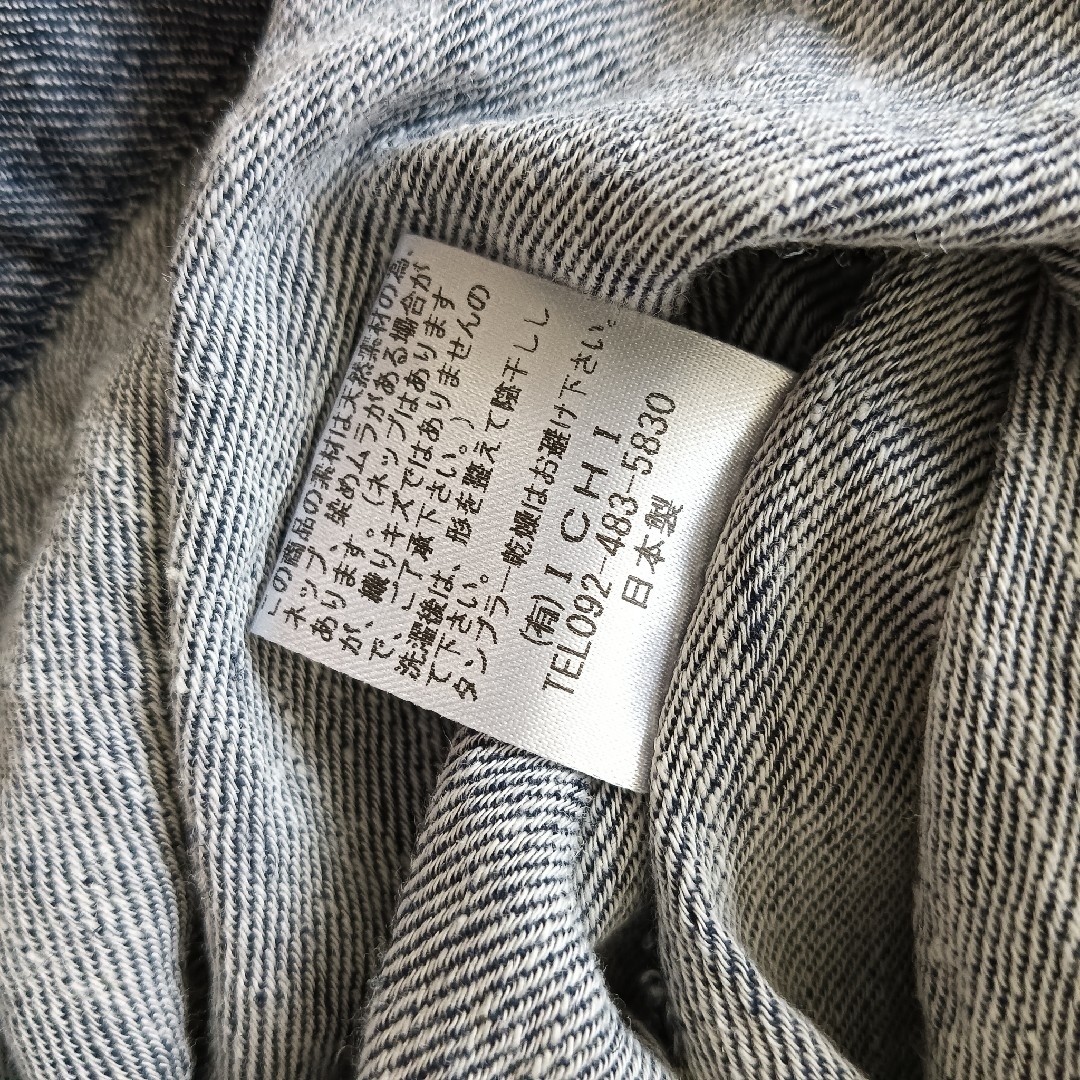 この商品の素材は天然素材の為、
ネップ、染めムラがある場合が
あります。(ネップはあります
が、織りキズではありませんの
で、ご了承下さい。)
洗濯後は、形を整えて陰干しし
て下さい。
タンブラー乾燥はお避け下さい。
(有)ICHI
TEL092-483-5830
日本製